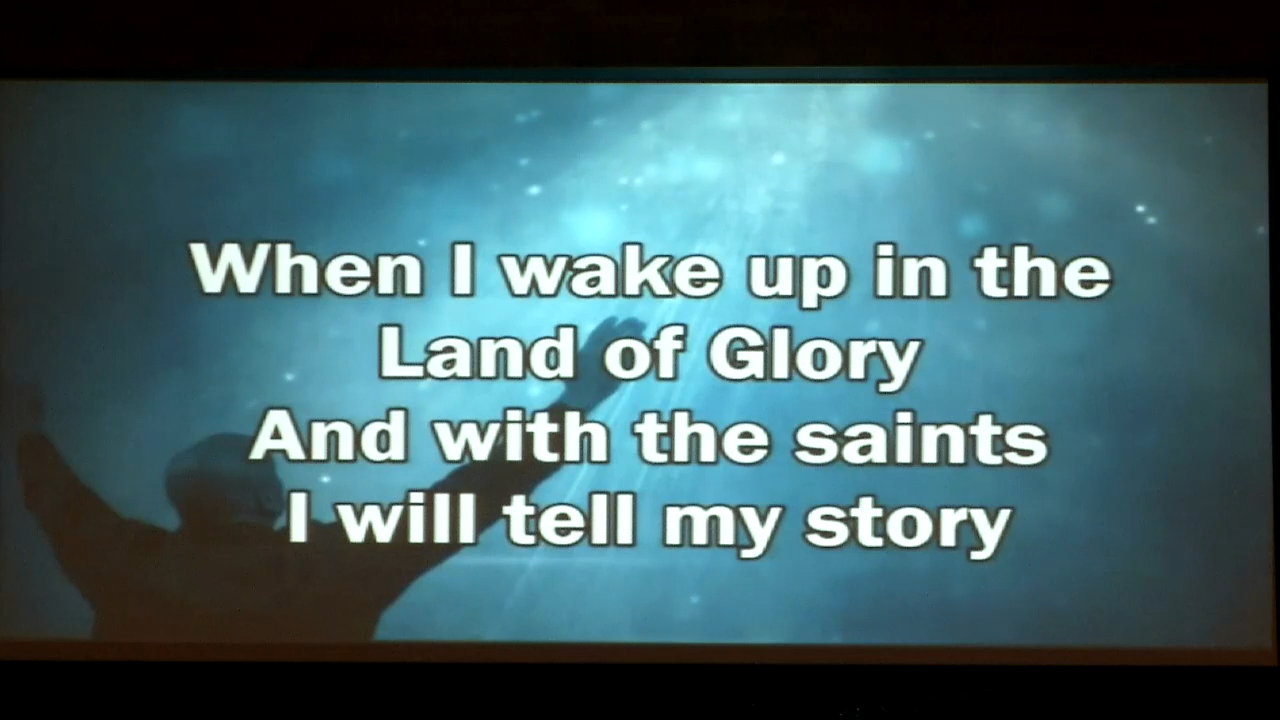 When I wake up in the
Land of Glory
And with the saints
I will tell my story